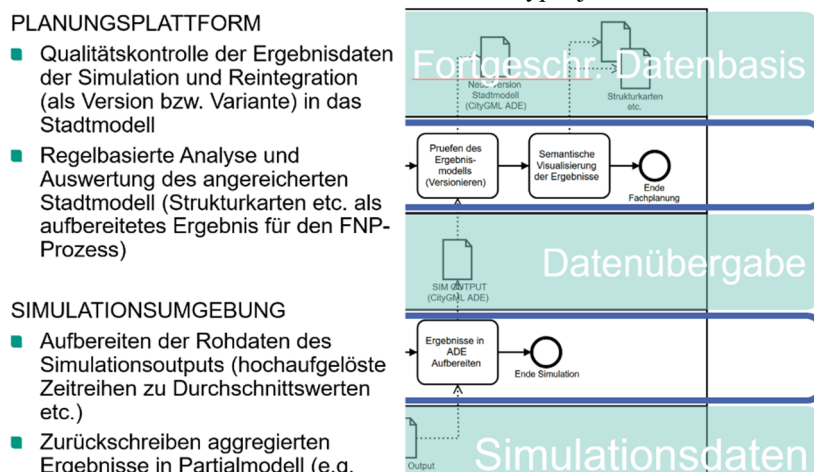 PLANUNGSPLATTFORM
Qualitätskontrolle der Ergebnisdaten
der Simulation und Reintegration
(als Version bzw. Variante) in das
Stadtmodell
Regelbasierte Analyse und
Auswertung des angereicherten
Stadtmodell (Strukturkarten etc. als
aufbereitetes Ergebnis für den FNP-
Prozess)
SIMULATIONSUMGEBUNG
Aufbereiten der Rohdaten des
Simulationsoutputs (hochaufgelöste
Zeitreihen zu Durchschnittswerten
etc.)
Zurückschreiben aggregierten
Ergebnisse in Partialmodell (e.g.
Fortgeschr. Datenbasis
Neue Version
Stadtmodell
(CityGML ADE)
Strukturkarten
etc.
Pruefen des
Ergebnis-
modells
(Versionieren)
Semantische
Visualisierung
der Ergebnisse
Ende
Fachplanung
Datenübergabe
SIM OUTPUT
(CityGML ADE)
Ergebnisse in
ADE
Aufbereiten
Ende Simulation
Simulationsdaten
Output